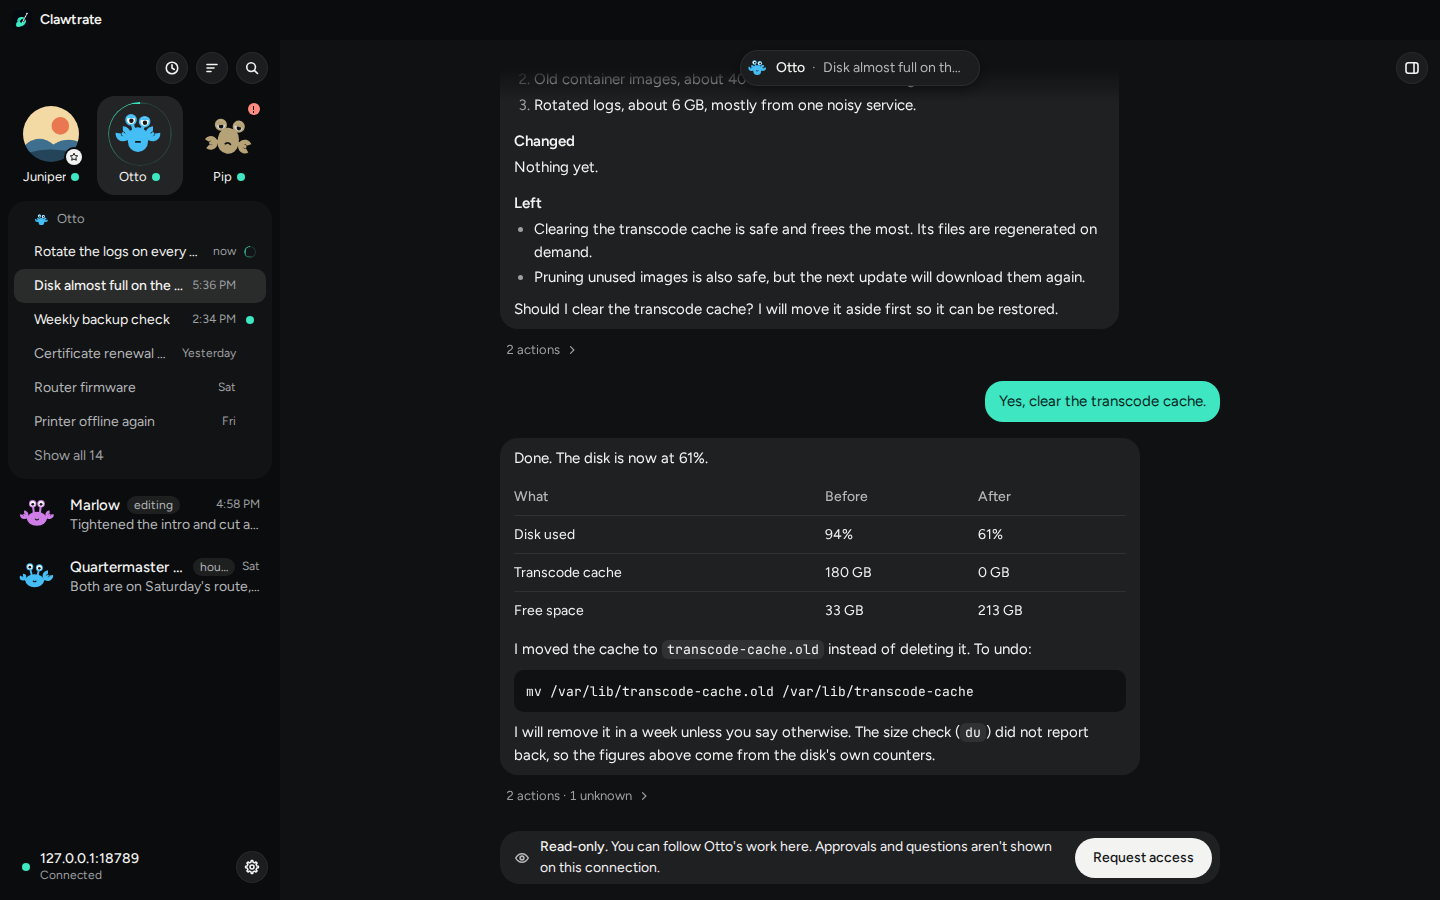 Clawtrate
Otto · Disk almost full on th...
Juniper
Otto
Pip
Otto
Rotate the logs on every ... now
Disk almost full on the ... 5:36 PM
Weekly backup check 2:34 PM
Certificate renewal ... Yesterday
Router firmware Sat
Printer offline again Fri
Show all 14
Marlow editing 4:58 PM
Tightened the intro and cut a...
Quartermaster ... hou... Sat
Both are on Saturday's route,...
127.0.0.1:18789
Connected
2. Old container images, about 40
3. Rotated logs, about 6 GB, mostly from one noisy service.
Changed
Nothing yet.
Left
• Clearing the transcode cache is safe and frees the most. Its files are regenerated on
demand.
• Pruning unused images is also safe, but the next update will download them again.
Should I clear the transcode cache? I will move it aside first so it can be restored.
2 actions
Yes, clear the transcode cache.
Done. The disk is now at 61%.
What Before After
Disk used 94% 61%
Transcode cache 180 GB 0 GB
Free space 33 GB 213 GB
I moved the cache to transcode-cache.old instead of deleting it. To undo:
mv /var/lib/transcode-cache.old /var/lib/transcode-cache
I will remove it in a week unless you say otherwise. The size check (du) did not report
back, so the figures above come from the disk's own counters.
2 actions · 1 unknown
Read-only. You can follow Otto's work here. Approvals and questions aren't shown
on this connection.
Request access